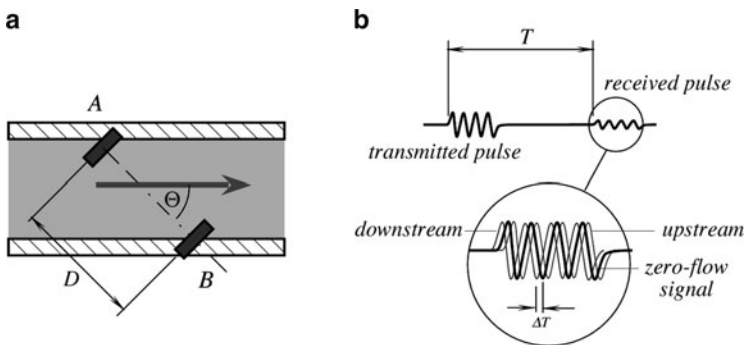 a
A
Θ
D
B
b
T
received pulse
transmitted pulse
downstream
upstream
zero-flow
signal
ΔT